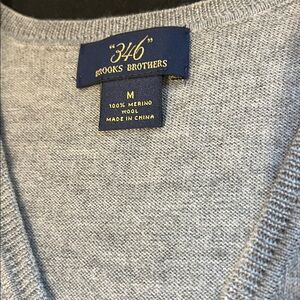 "346"
BROOKS BROTHERS
M
100% MERINO
WOOL
MADE IN CHINA